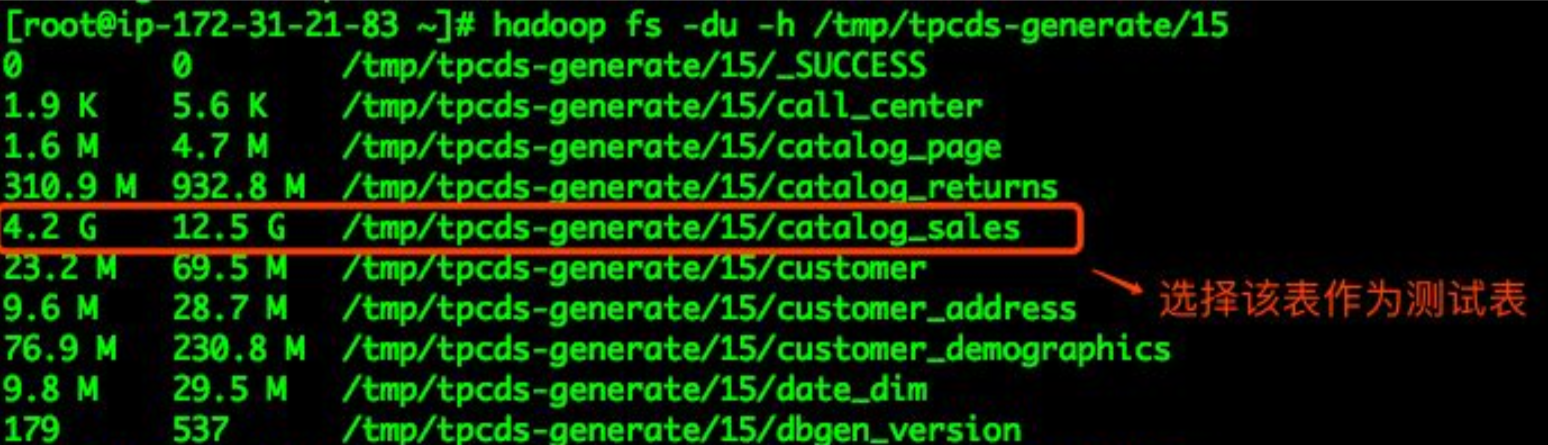 [root@ip-172-31-21-83 ~]# hadoop fs -du -h /tmp/tpcds-generate/15
0 0 /tmp/tpcds-generate/15/_SUCCESS
1.9 K 5.6 K /tmp/tpcds-generate/15/call_center
1.6 M 4.7 M /tmp/tpcds-generate/15/catalog_page
310.9 M 932.8 M /tmp/tpcds-generate/15/catalog_returns
4.2 G 12.5 G /tmp/tpcds-generate/15/catalog_sales
23.2 M 69.5 M /tmp/tpcds-generate/15/customer
选择该表作为测试表
9.6 M 28.7 M /tmp/tpcds-generate/15/customer_address
76.9 M 230.8 M /tmp/tpcds-generate/15/customer_demographics
9.8 M 29.5 M /tmp/tpcds-generate/15/date_dim
179 537 /tmp/tpcds-generate/15/dbgen_version